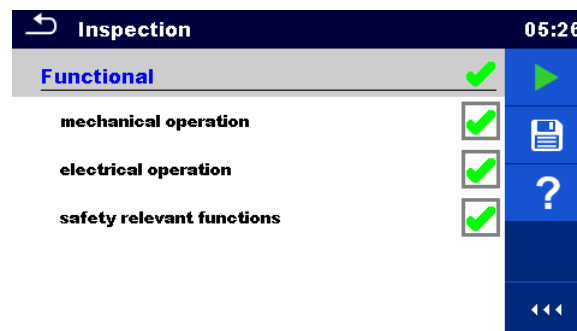 Inspection 05:26
Functional
mechanical operation
electrical operation
safety relevant functions
?